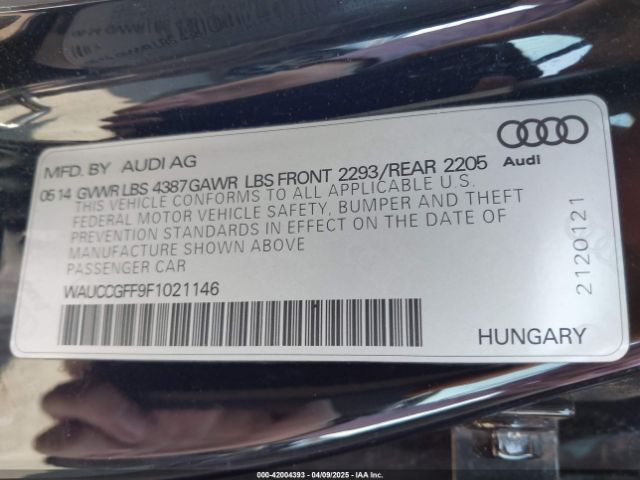 MFD. BY AUDI AG
0514 GVWR LBS 4387 GAWR LBS FRONT 2293/REAR 2205
THIS VEHICLE CONFORMS TO ALL APPLICABLE U.S.
FEDERAL MOTOR VEHICLE SAFETY, BUMPER AND THEFT
PREVENTION STANDARDS IN EFFECT ON THE DATE OF
MANUFACTURE SHOWN ABOVE
PASSENGER CAR
WAUCCGFF9F1021146
Audi
2120121
HUNGARY
000-42004393 - 04/09/2025 - IAA Inc.